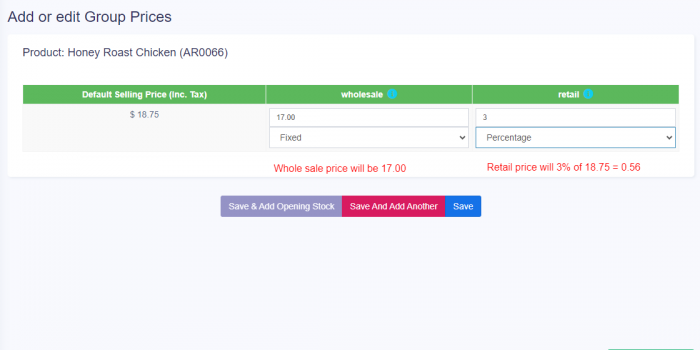 Add or edit Group Prices
Product: Honey Roast Chicken (AR0066)
Default Selling Price (Inc. Tax) wholesale retail
$ 18.75 17.00 3
Fixed Percentage
Whole sale price will be 17.00 Retail price will 3% of 18.75 = 0.56
Save & Add Opening Stock Save And Add Another Save